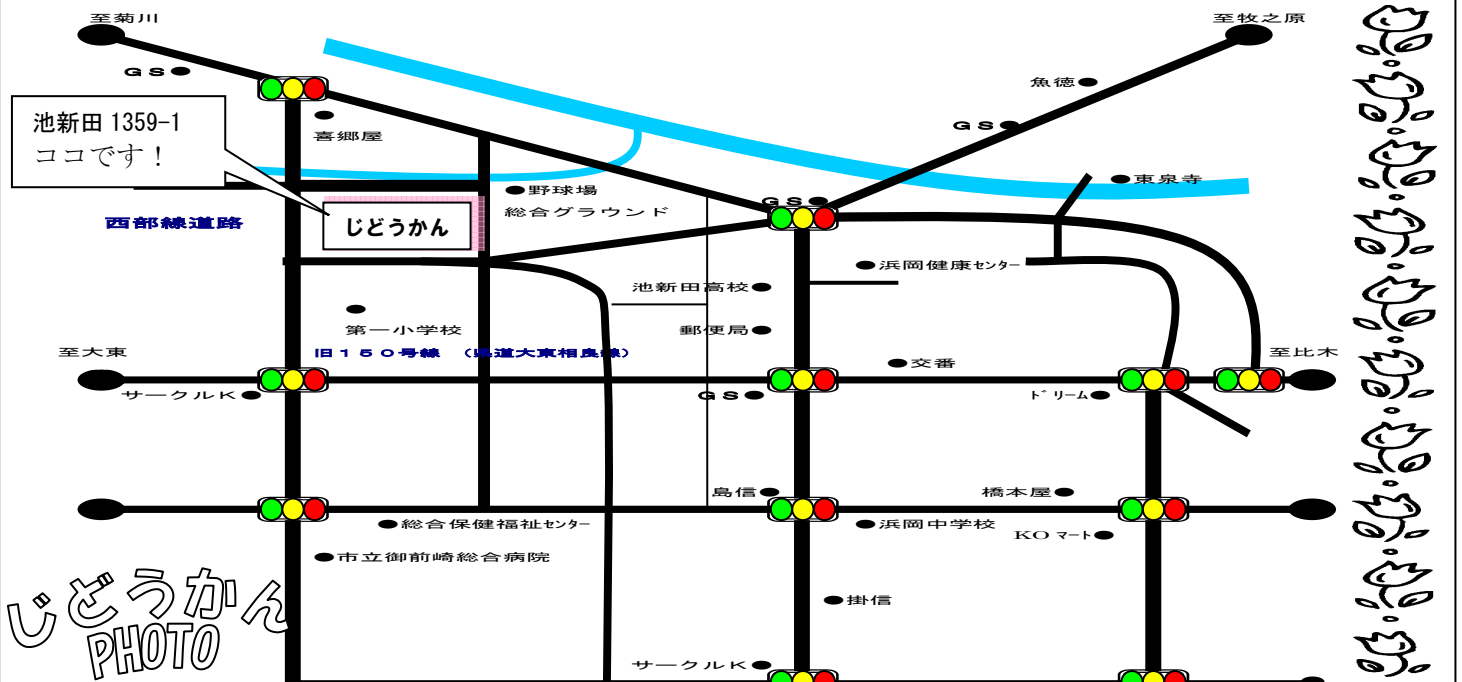 至菊川
至牧之原
GS
魚徳
池新田 1359-1
ココです！
喜郷屋
GS
野球場
東泉寺
GS
西部線道路
じどうかん
総合グラウンド
浜岡健康センター
池新田高校
第一小学校
郵便局
至大東
旧１５０号線　（県道大東相良線）
交番
至比木
サークルK
GS
ドリーム
島信
橋本屋
総合保健福祉センター
浜岡中学校
KO マート
市立御前崎総合病院
じどうかん
PHOTO
掛信
サークルK